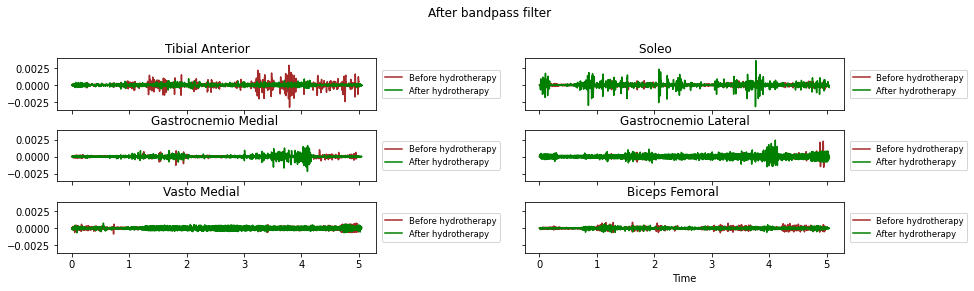 After bandpass filter
Tibial Anterior
Soleo
0.0025
0.0000
−0.0025
Before hydrotherapy
After hydrotherapy
Before hydrotherapy
After hydrotherapy
Gastrocnemio Medial
Gastrocnemio Lateral
0.0025
0.0000
−0.0025
Before hydrotherapy
After hydrotherapy
Before hydrotherapy
After hydrotherapy
Vasto Medial
Biceps Femoral
0.0025
0.0000
−0.0025
Before hydrotherapy
After hydrotherapy
Before hydrotherapy
After hydrotherapy
0 1 2 3 4 5
0 1 2 3 4 5
Time